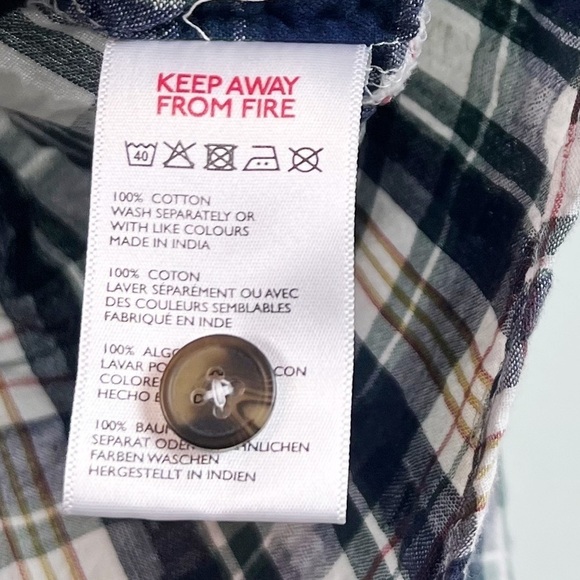 KEEP AWAY
FROM FIRE
40
100% COTTON
WASH SEPARATELY OR
WITH LIKE COLOURS
MADE IN INDIA
100% COTON
LAVER SÉPARÉMENT OU AVEC
DES COULEURS SEMBLABLES
FABRIQUÉ EN INDE
100%
LAVAR CON
HECHO
100%
SEPARAT
FARBEN WASCHEN
HERGESTELLT IN INDIEN